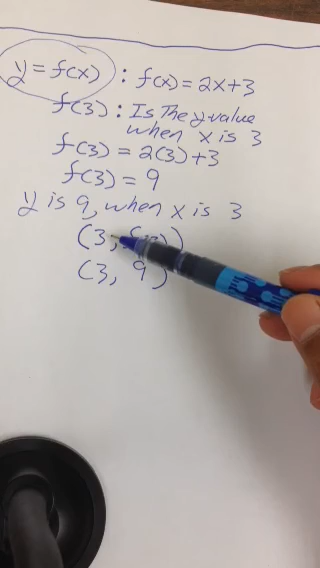 y = f(x) : f(x) = 2x+3
f(3) : Is The y value
when x is 3
f(3) = 2(3) +3
f(3) = 9
y is 9, when x is 3
(3,
(3, 9)